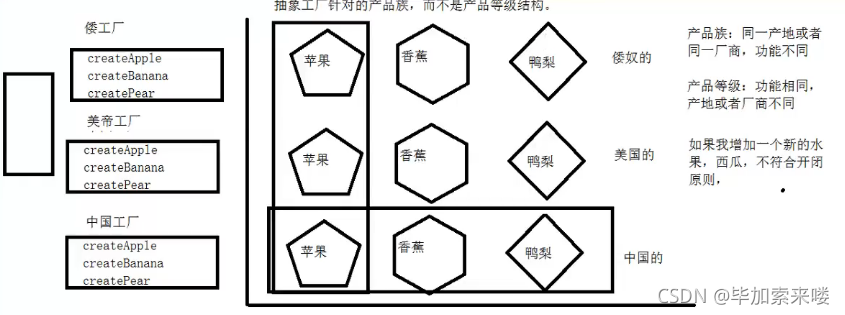 抽象工厂针对的产品族，而不是产品等级结构。
倭工厂
createApple
createBanana
createPear
美帝工厂
createApple
createBanana
createPear
中国工厂
createApple
createBanana
createPear
苹果
香蕉
鸭梨
倭奴的
苹果
香蕉
鸭梨
美国的
苹果
香蕉
鸭梨
中国的
产品族：同一产地或者
同一厂商，功能不同
产品等级：功能相同，
产地或者厂商不同
如果我增加一个新的水
果，西瓜，不符合开闭
原则，
CSDN @毕加索来喽